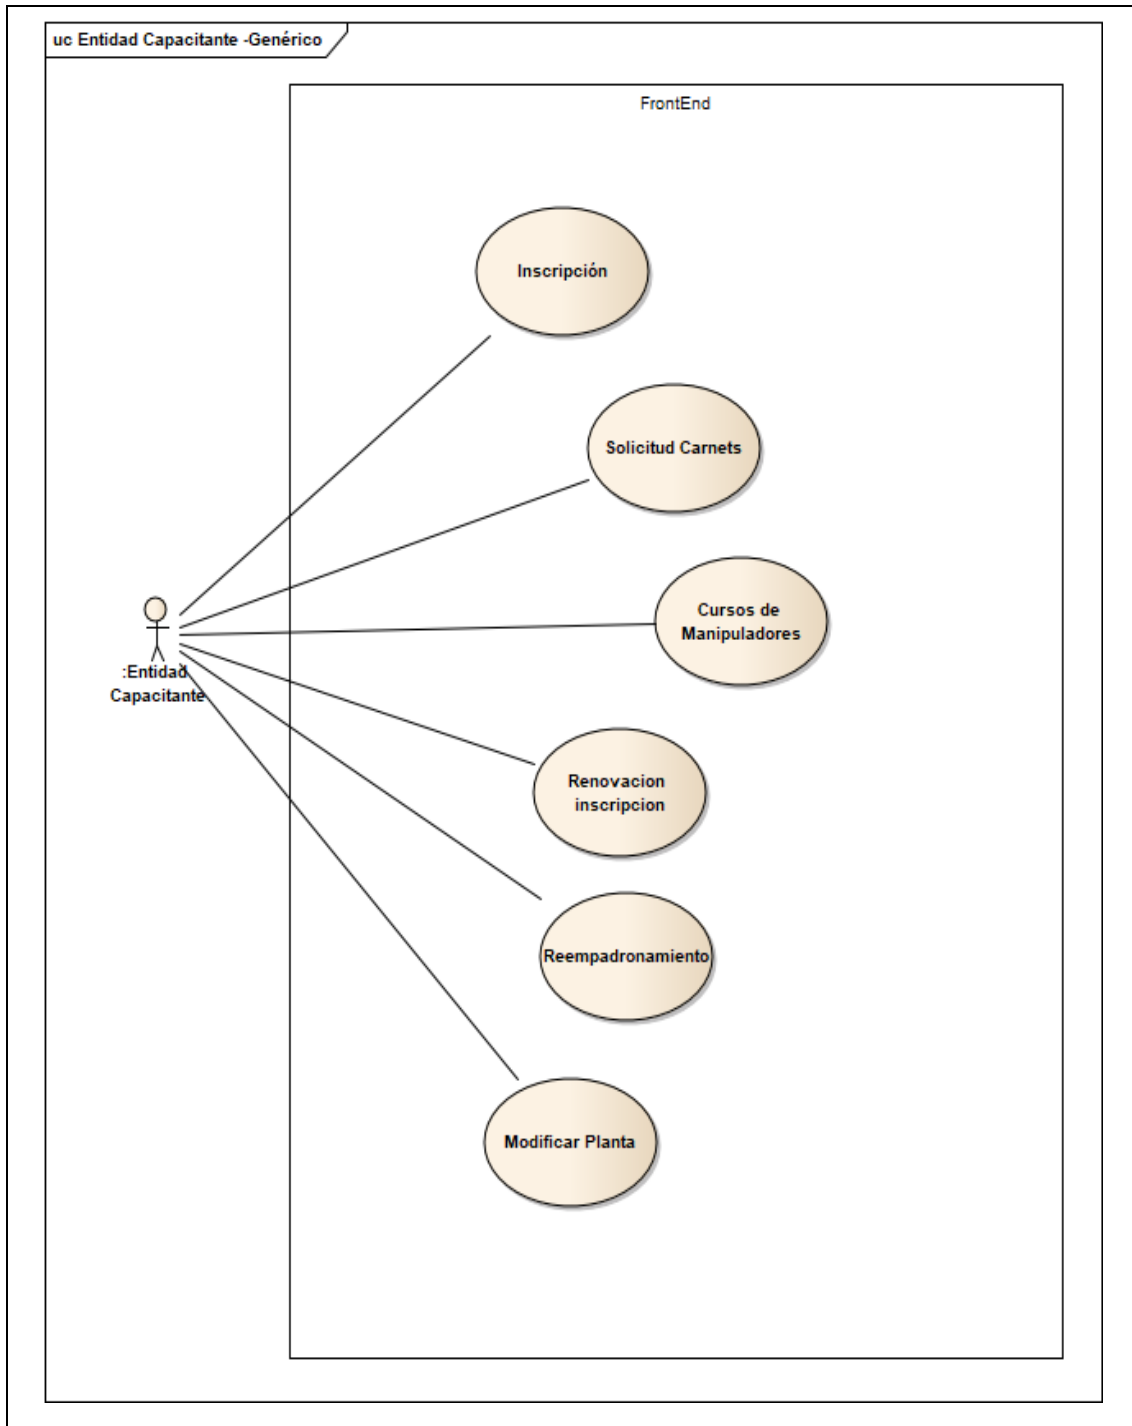 uc Entidad Capacitante -Genérico
FrontEnd
Inscripción
Solicitud Carnets
Cursos de
Manipuladores
:Entidad
Capacitante
Renovacion
inscripcion
Reempadronamiento
Modificar Planta